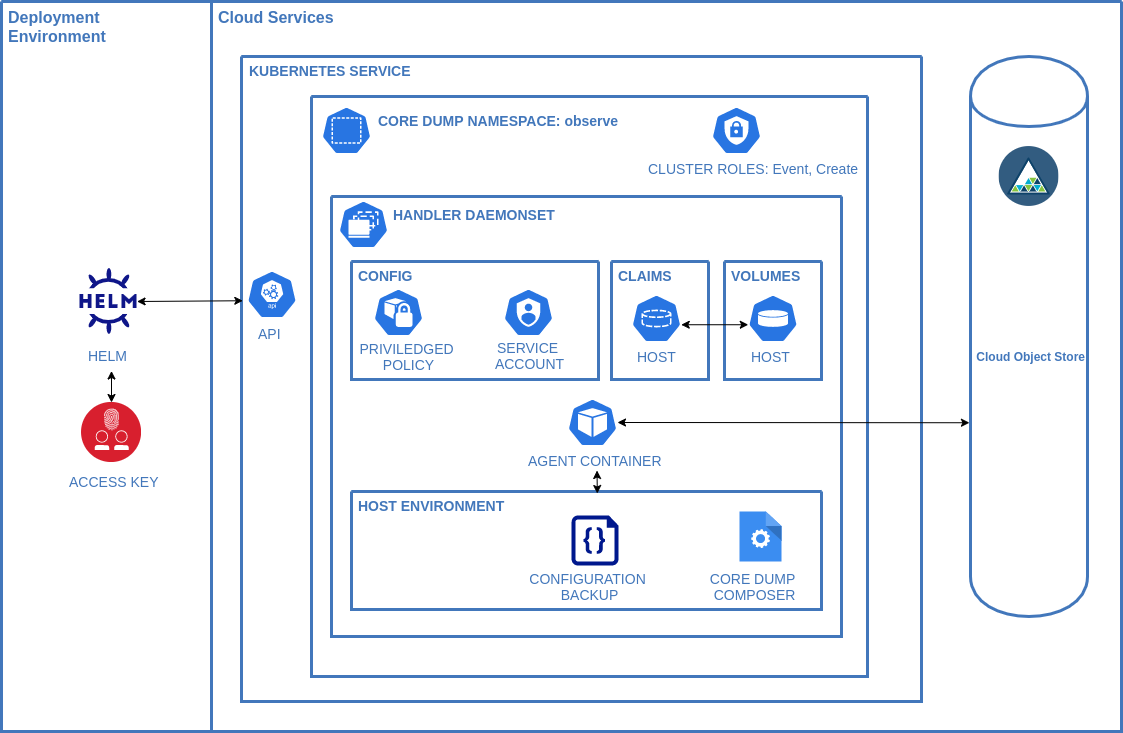 Deployment
Environment
Cloud Services
KUBERNETES SERVICE
CORE DUMP NAMESPACE: observe
CLUSTER ROLES: Event, Create
HANDLER DAEMONSET
CONFIG
PRIVILEDGED
POLICY
SERVICE
ACCOUNT
CLAIMS
HOST
VOLUMES
HOST
HELM
HELM
api
API
ACCESS KEY
AGENT CONTAINER
HOST ENVIRONMENT
{}
CONFIGURATION
BACKUP
CORE DUMP
COMPOSER
Cloud Object Store